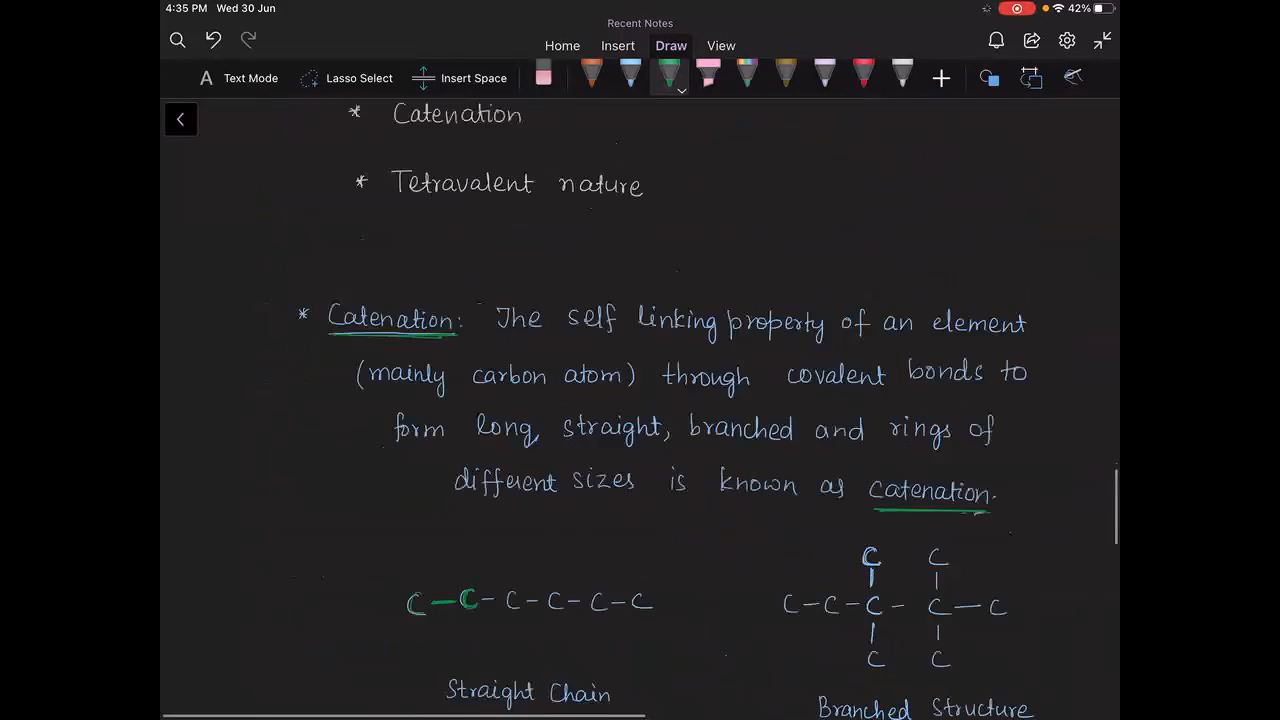 4:35 PM Wed 30 Jun
42%
Recent Notes
Home Insert Draw View
A Text Mode Lasso Select Insert Space
* Catenation
* Tetravalent nature
* Catenation: The self linking property of an element
(mainly carbon atom) through covalent bonds to
form long, straight, branched and rings of
different sizes is known as catenation.
C C
C-C-C-C-C-C C-C-C-C-C
C C
Straight Chain
Branched Structure